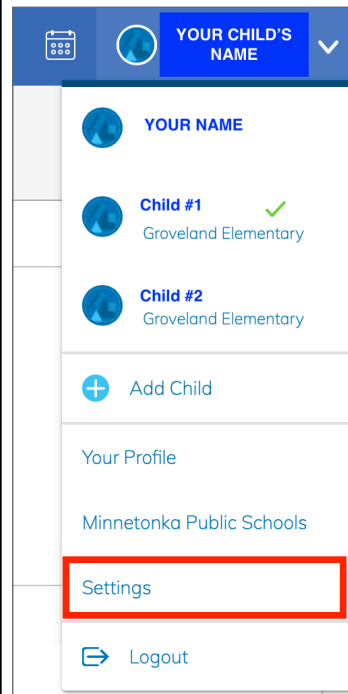 YOUR CHILD'S
NAME
YOUR NAME
Child #1
Groveland Elementary
Child #2
Groveland Elementary
Add Child
Your Profile
Minnetonka Public Schools
Settings
Logout